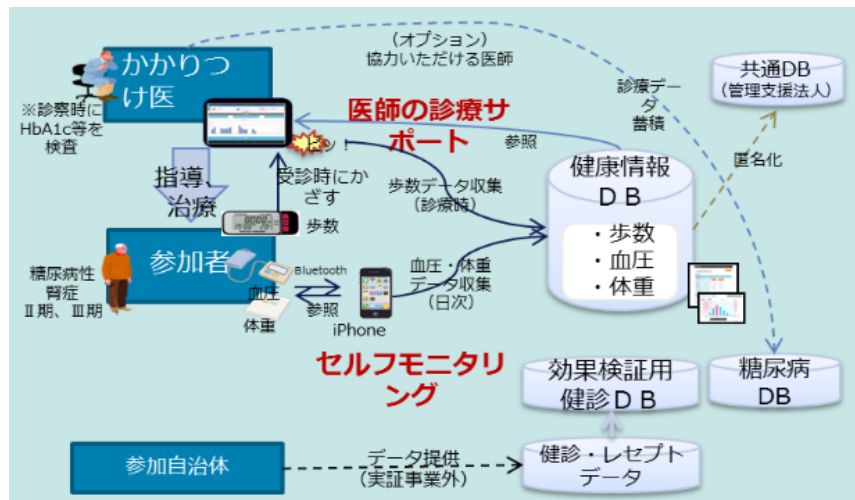 かかりつ
け医
※診察時に
HbA1c等を
検査
(オプション)
協力いただける医師
診療デー
タ
蓄積
共通DB
(管理支援法人)
医師の診療サ
ポート
参照
匿名化
ピッ!
指導、
治療
受診時にか
ざす
歩数
歩数データ収集
(診療時)
健康情報
DB
・歩数
・血圧
・体重
参加者
糖尿病性
腎症
Ⅱ期、Ⅲ期
血圧
体重
Bluetooth
参照
iPhone
血圧・体重
データ収集
(日次)
セルフモニタリ
ング
効果検証用
健診DB
糖尿病
DB
参加自治体
データ提供
(実証事業外)
健診・レセプト
データ